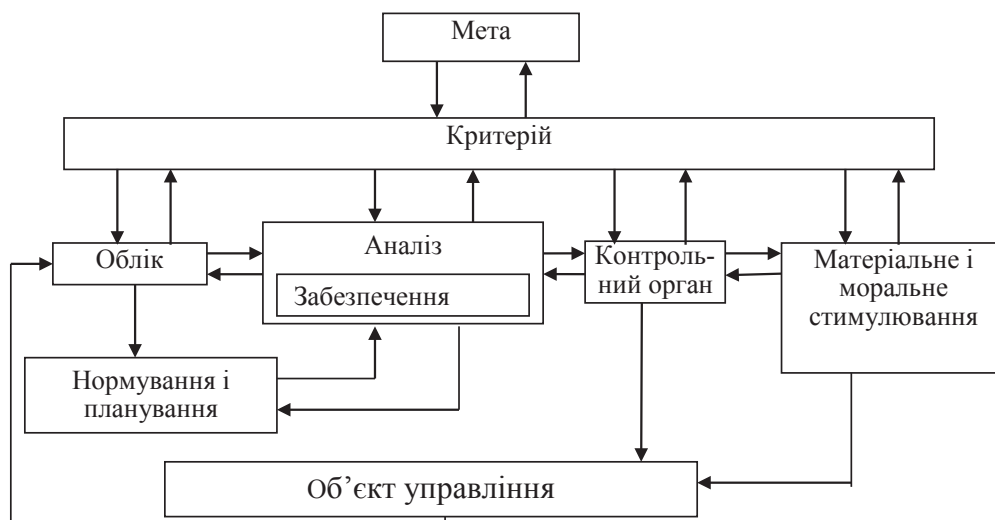 Мета
Критерій
Облік
Аналіз
Забезпечення
Контроль-
ний орган
Матеріальне і
моральне
стимулювання
Нормування і
планування
Об’єкт управління